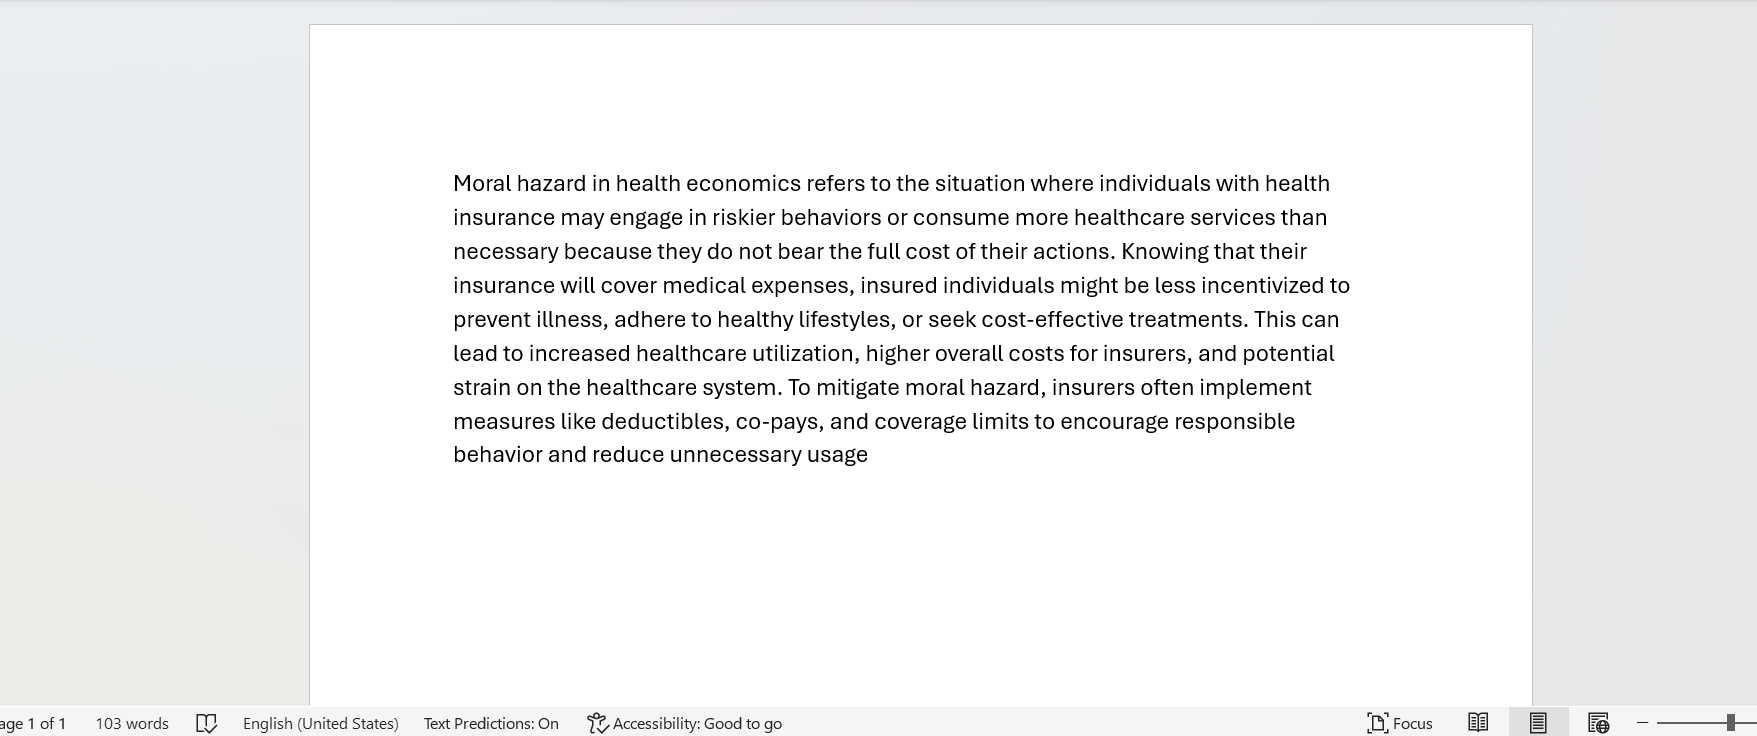 Moral hazard in health economics refers to the situation where individuals with health
insurance may engage in riskier behaviors or consume more healthcare services than
necessary because they do not bear the full cost of their actions. Knowing that their
insurance will cover medical expenses, insured individuals might be less incentivized to
prevent illness, adhere to healthy lifestyles, or seek cost-effective treatments. This can
lead to increased healthcare utilization, higher overall costs for insurers, and potential
strain on the healthcare system. To mitigate moral hazard, insurers often implement
measures like deductibles, co-pays, and coverage limits to encourage responsible
behavior and reduce unnecessary usage
age 1 of 1 103 words English (United States) Text Predictions: On Accessibility: Good to go Focus